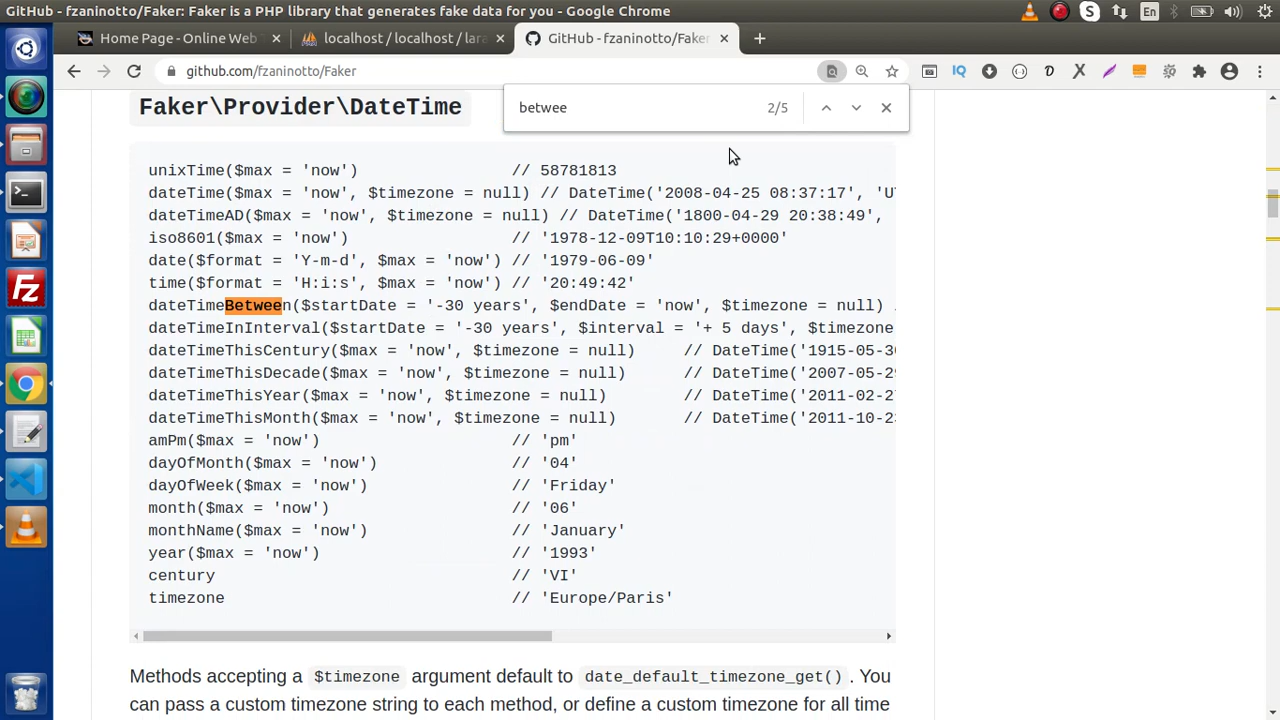 GitHub - fzaninotto/Faker: Faker is a PHP library that generates fake data for you - Google Chrome
En
Home Page - Online Web
localhost / localhost / lara
GitHub - fzaninotto/Faker
github.com/fzaninotto/Faker
betwee
2/5
Faker\Provider\DateTime
unixTime($max = 'now') // 58781813
dateTime($max = 'now', $timezone = null) // DateTime('2008-04-25 08:37:17', 'UT
dateTimeAD($max = 'now', $timezone = null) // DateTime('1800-04-29 20:38:49',
iso8601($max = 'now') // '1978-12-09T10:10:29+0000'
date($format = 'Y-m-d', $max = 'now') // '1979-06-09'
time($format = 'H:i:s', $max = 'now') // '20:49:42'
dateTimeBetween($startDate = '-30 years', $endDate = 'now', $timezone = null)
dateTimeInInterval($startDate = '-30 years', $interval = '+ 5 days', $timezone
dateTimeThisCentury($max = 'now', $timezone = null) // DateTime('1915-05-30
dateTimeThisDecade($max = 'now', $timezone = null) // DateTime('2007-05-29
dateTimeThisYear($max = 'now', $timezone = null) // DateTime('2011-02-27
dateTimeThisMonth($max = 'now', $timezone = null) // DateTime('2011-10-23
amPm($max = 'now') // 'pm'
dayOfMonth($max = 'now') // '04'
dayOfWeek($max = 'now') // 'Friday'
month($max = 'now') // '06'
monthName($max = 'now') // 'January'
year($max = 'now') // '1993'
century // 'VI'
timezone // 'Europe/Paris'
Methods accepting a $timezone argument default to date_default_timezone_get() . You
can pass a custom timezone string to each method, or define a custom timezone for all time